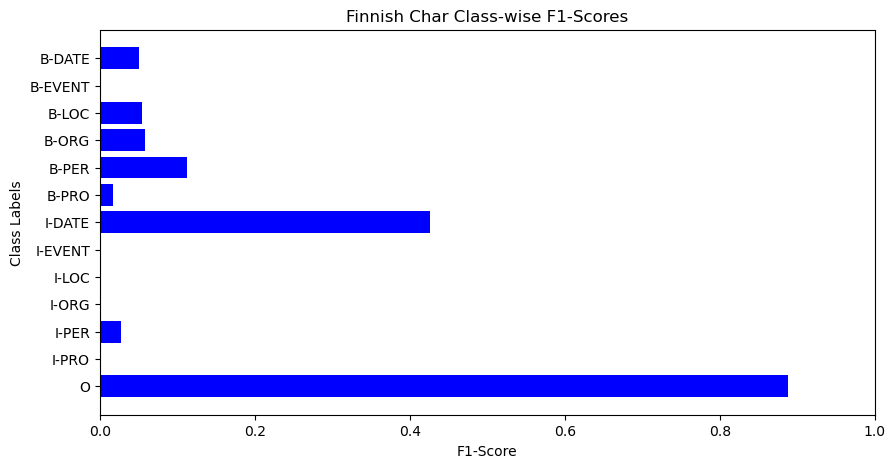 Finnish Char Class-wise F1-Scores
Class Labels
B-DATE
B-EVENT
B-LOC
B-ORG
B-PER
B-PRO
I-DATE
I-EVENT
I-LOC
I-ORG
I-PER
I-PRO
O
0.0 0.2 0.4 0.6 0.8 1.0
F1-Score